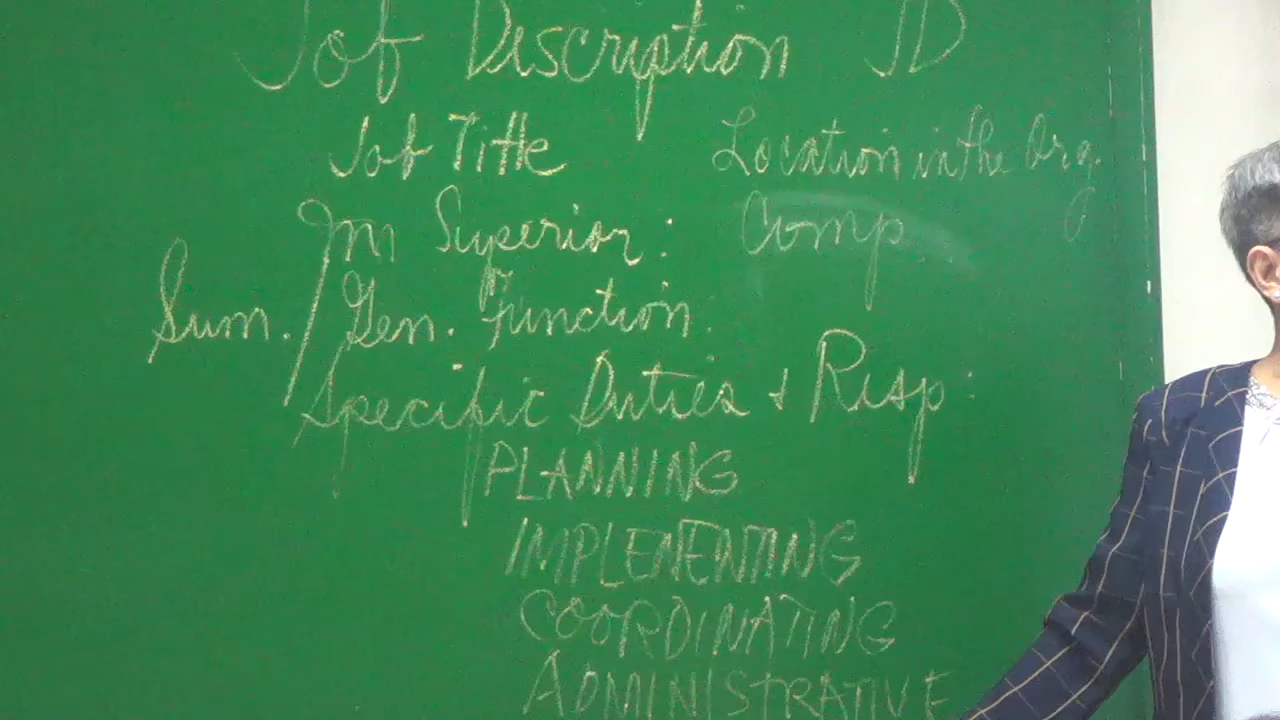 Job Description JD
Job Title Location in the Org.
Im Superior: Comp
Sum. / Gen. Function.
Specific Duties & Resp.
PLANNING
IMPLEMENTING
COORDINATING
ADMINISTRATIVE